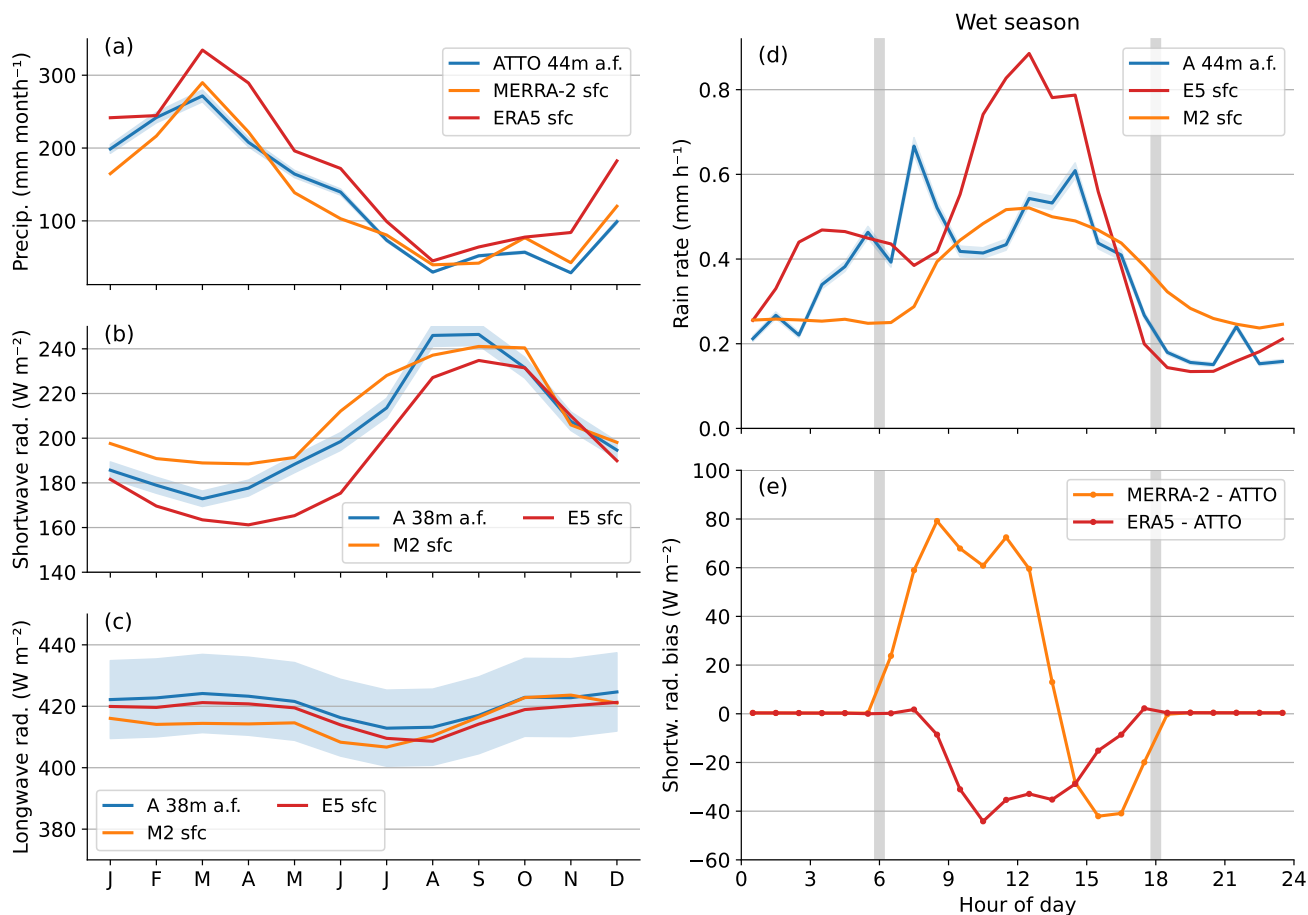 (a)
Precip. (mm month⁻¹)
300
200
100
ATTO 44m a.f.
MERRA-2 sfc
ERA5 sfc
(b)
Shortwave rad. (W m⁻²)
240
220
200
180
160
140
A 38m a.f.
M2 sfc
E5 sfc
(c)
Longwave rad. (W m⁻²)
440
420
400
380
A 38m a.f.
M2 sfc
E5 sfc
J F M A M J J A S O N D
Wet season
(d)
Rain rate (mm h⁻¹)
0.8
0.6
0.4
0.2
0.0
A 44m a.f.
E5 sfc
M2 sfc
(e)
Shortw. rad. bias (W m⁻²)
100
80
60
40
20
0
−20
−40
−60
MERRA-2 - ATTO
ERA5 - ATTO
0 6 12 18 24
Hour of day